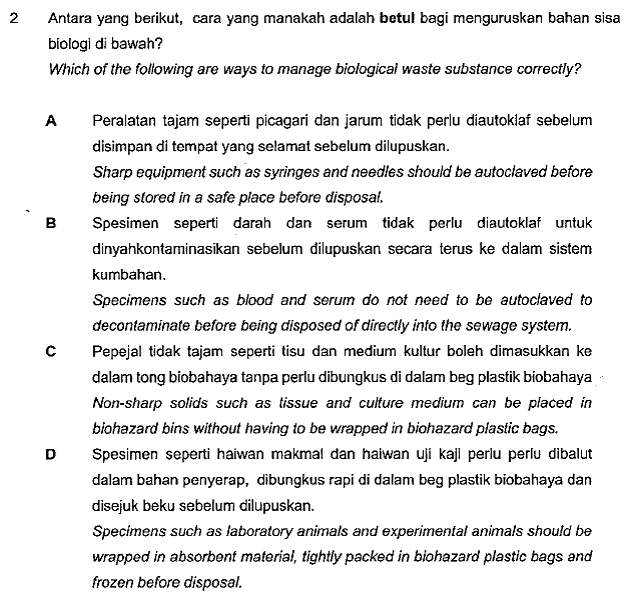 2 Antara yang berikut, cara yang manakah adalah betul bagi menguruskan bahan sisa
biologi di bawah?
Which of the following are ways to manage biological waste substance correctly?
A Peralatan tajam seperti picagari dan jarum tidak perlu diautoklaf sebelum
disimpan di tempat yang selamat sebelum dilupuskan.
Sharp equipment such as syringes and needles should be autoclaved before
being stored in a safe place before disposal.
B Spesimen seperti darah dan serum tidak perlu diautoklaf untuk
dinyahkontaminasikan sebelum dilupuskan secara terus ke dalam sistem
kumbahan.
Specimens such as blood and serum do not need to be autoclaved to
decontaminate before being disposed of directly into the sewage system.
C Pepejal tidak tajam seperti tisu dan medium kultur boleh dimasukkan ke
dalam tong biobahaya tanpa perlu dibungkus di dalam beg plastik biobahaya
Non-sharp solids such as tissue and culture medium can be placed in
biohazard bins without having to be wrapped in biohazard plastic bags.
D Spesimen seperti haiwan makmal dan haiwan uji kaji perlu perlu dibalut
dalam bahan penyerap, dibungkus rapi di dalam beg plastik biobahaya dan
disejuk beku sebelum dilupuskan.
Specimens such as laboratory animals and experimental animals should be
wrapped in absorbent material, tightly packed in biohazard plastic bags and
frozen before disposal.